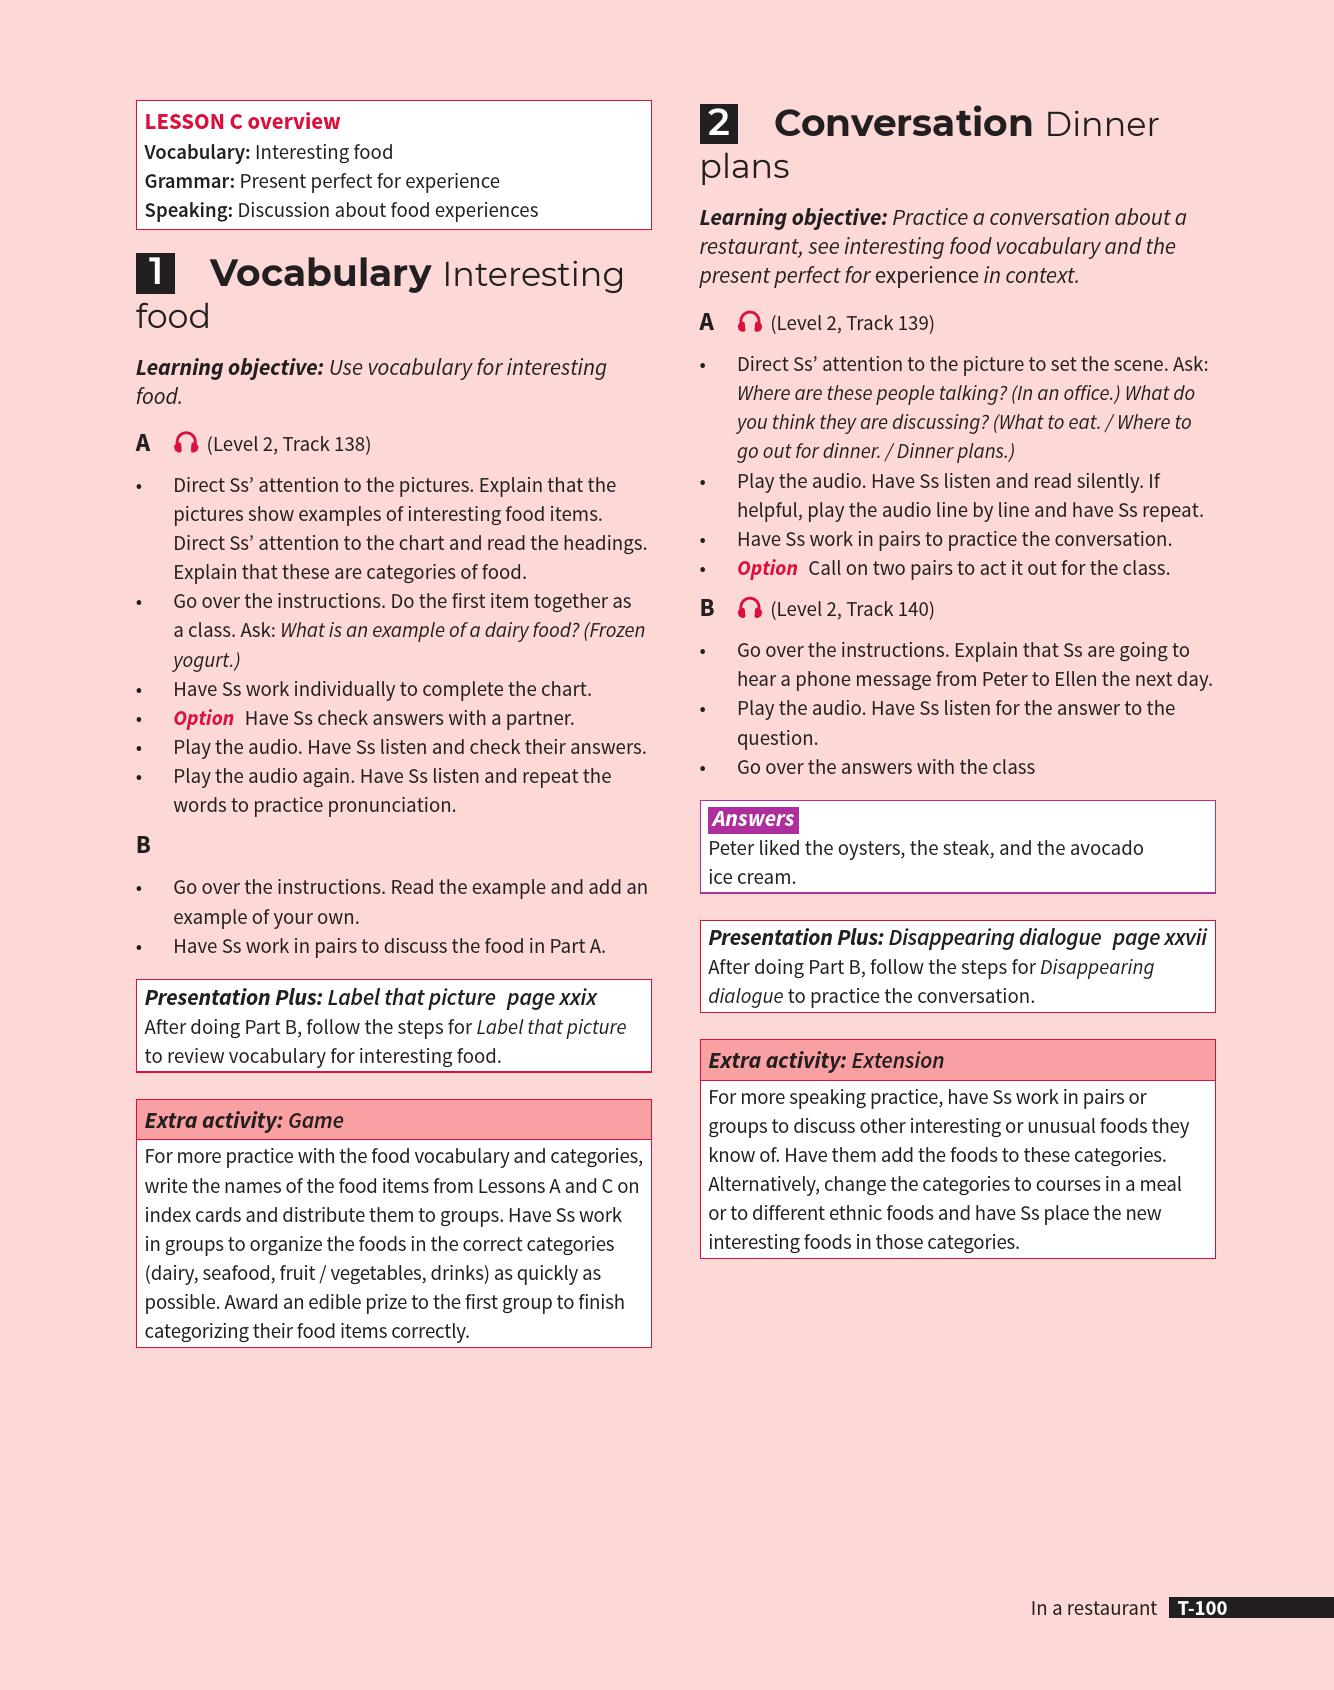 LESSON C overview
Vocabulary: Interesting food
Grammar: Present perfect for experience
Speaking: Discussion about food experiences
1 Vocabulary Interesting
food
Learning objective: Use vocabulary for interesting
food.
A (Level 2, Track 138)
• Direct Ss’ attention to the pictures. Explain that the
pictures show examples of interesting food items.
Direct Ss’ attention to the chart and read the headings.
Explain that these are categories of food.
• Go over the instructions. Do the first item together as
a class. Ask: What is an example of a dairy food? (Frozen
yogurt.)
• Have Ss work individually to complete the chart.
• Option Have Ss check answers with a partner.
• Play the audio. Have Ss listen and check their answers.
• Play the audio again. Have Ss listen and repeat the
words to practice pronunciation.
B
• Go over the instructions. Read the example and add an
example of your own.
• Have Ss work in pairs to discuss the food in Part A.
Presentation Plus: Label that picture page xxix
After doing Part B, follow the steps for Label that picture
to review vocabulary for interesting food.
Extra activity: Game
For more practice with the food vocabulary and categories,
write the names of the food items from Lessons A and C on
index cards and distribute them to groups. Have Ss work
in groups to organize the foods in the correct categories
(dairy, seafood, fruit / vegetables, drinks) as quickly as
possible. Award an edible prize to the first group to finish
categorizing their food items correctly.
2 Conversation Dinner
plans
Learning objective: Practice a conversation about a
restaurant, see interesting food vocabulary and the
present perfect for experience in context.
A (Level 2, Track 139)
• Direct Ss’ attention to the picture to set the scene. Ask:
Where are these people talking? (In an office.) What do
you think they are discussing? (What to eat. / Where to
go out for dinner. / Dinner plans.)
• Play the audio. Have Ss listen and read silently. If
helpful, play the audio line by line and have Ss repeat.
• Have Ss work in pairs to practice the conversation.
• Option Call on two pairs to act it out for the class.
B (Level 2, Track 140)
• Go over the instructions. Explain that Ss are going to
hear a phone message from Peter to Ellen the next day.
• Play the audio. Have Ss listen for the answer to the
question.
• Go over the answers with the class
Answers
Peter liked the oysters, the steak, and the avocado
ice cream.
Presentation Plus: Disappearing dialogue page xxvii
After doing Part B, follow the steps for Disappearing
dialogue to practice the conversation.
Extra activity: Extension
For more speaking practice, have Ss work in pairs or
groups to discuss other interesting or unusual foods they
know of. Have them add the foods to these categories.
Alternatively, change the categories to courses in a meal
or to different ethnic foods and have Ss place the new
interesting foods in those categories.
In a restaurant T-100